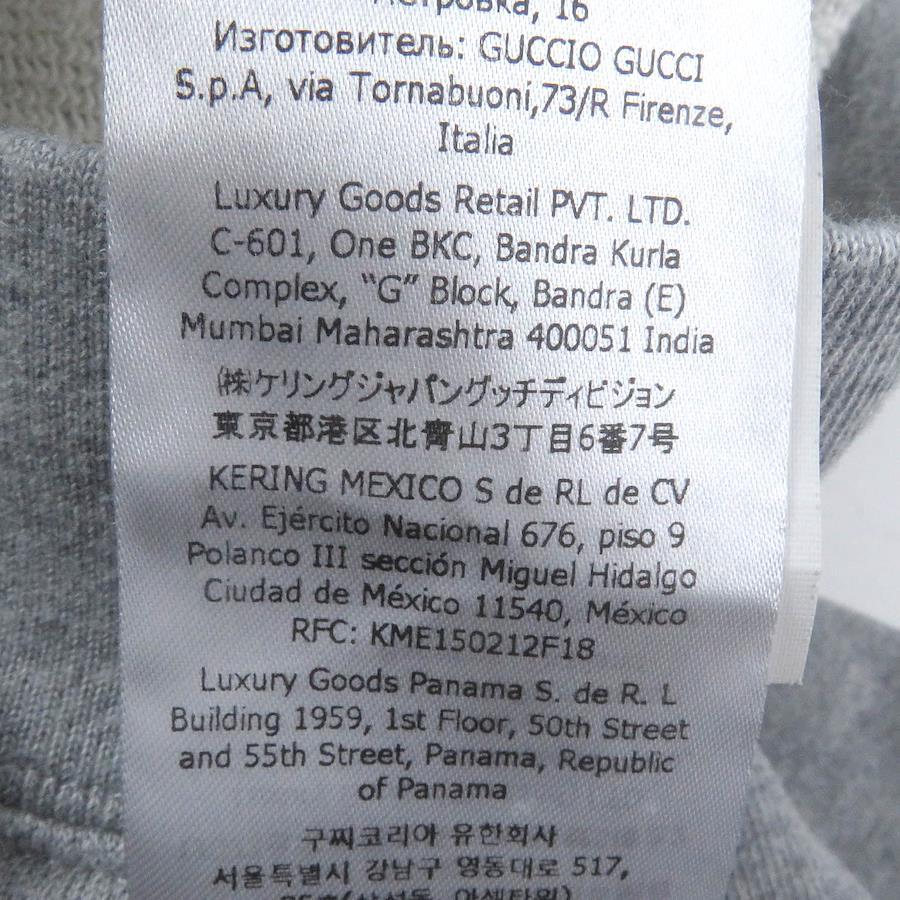 Петровка, 16
Изготовитель: GUCCIO GUCCI
S.p.A, via Tornabuoni,73/R Firenze,
Italia
Luxury Goods Retail PVT. LTD.
C-601, One BKC, Bandra Kurla
Complex, “G” Block, Bandra (E)
Mumbai Maharashtra 400051 India
㈱ケリングジャパングッチディビジョン
東京都港区北青山3丁目6番7号
KERING MEXICO S de RL de CV
Av. Ejército Nacional 676, piso 9
Polanco III sección Miguel Hidalgo
Ciudad de México 11540, México
RFC: KME150212F18
Luxury Goods Panama S. de R. L
Building 1959, 1st Floor, 50th Street
and 55th Street, Panama, Republic
of Panama
구찌코리아 유한회사
서울특별시 강남구 영동대로 517,